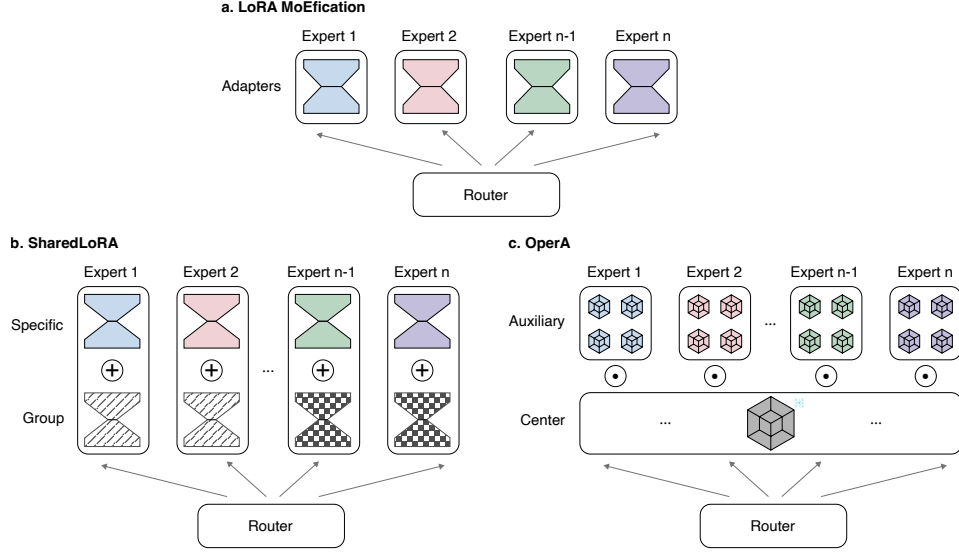 a. LoRA MoEfication
Expert 1
Expert 2
Expert n-1
Expert n
Adapters
Router
b. SharedLoRA
Expert 1
Expert 2
Expert n-1
Expert n
Specific
...
Group
Router
c. OperA
Expert 1
Expert 2
Expert n-1
Expert n
Auxiliary
...
Center
...
...
Router